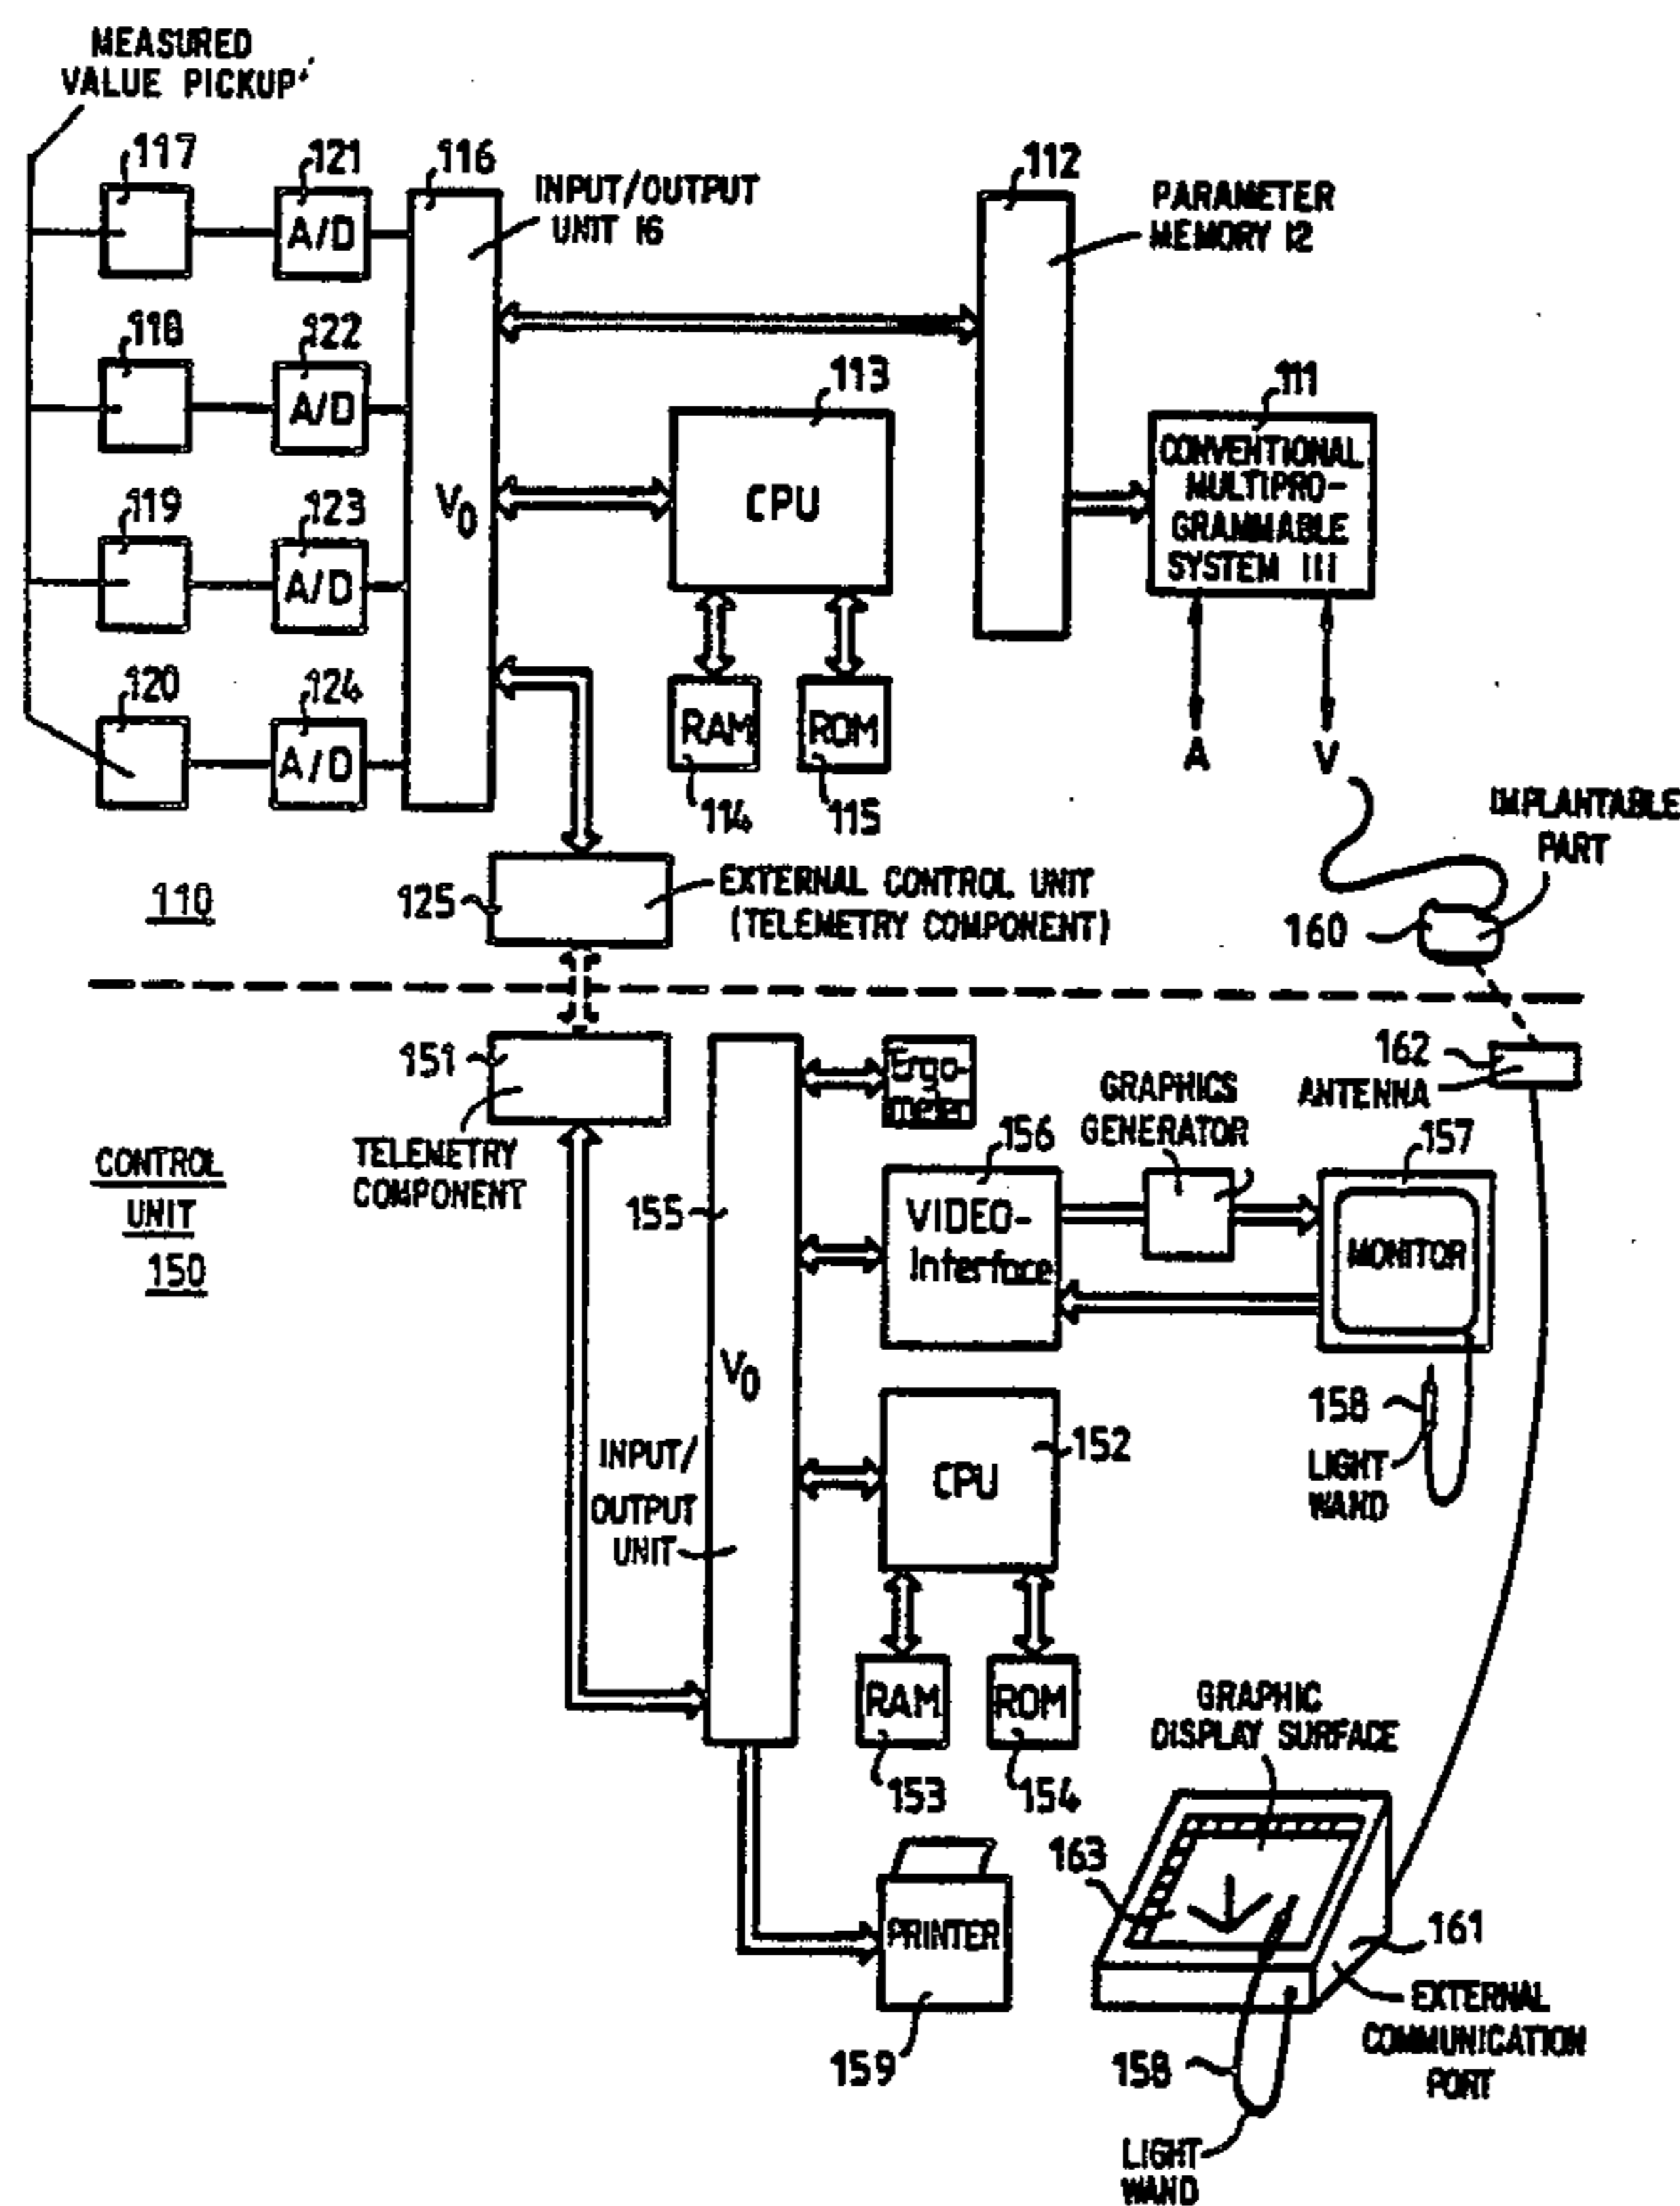 MEASURED
VALUE PICKUP
117
121
116
INPUT/OUTPUT
UNIT 16
112
PARAMETER
MEMORY 12
A/D
118
122
A/D
113
CPU
111
CONVENTIONAL
MULTIPRO-
GRAMMABLE
SYSTEM 111
119
123
A/D
V0
120
124
A/D
RAM
ROM
114
115
A
V
IMPLANTABLE
PART
160
110
125
EXTERNAL CONTROL UNIT
(TELEMETRY COMPONENT)
151
TELEMETRY
COMPONENT
CONTROL
UNIT
150
Ergo-
meter
162
ANTENNA
GRAPHICS
GENERATOR
156
157
155
VIDEO-
Interface
MONITOR
V0
158
LIGHT
WAND
INPUT/
OUTPUT
UNIT
152
CPU
RAM
ROM
153
154
GRAPHIC
DISPLAY SURFACE
163
161
PRINTER
159
EXTERNAL
COMMUNICATION
PORT
158
LIGHT
WAND